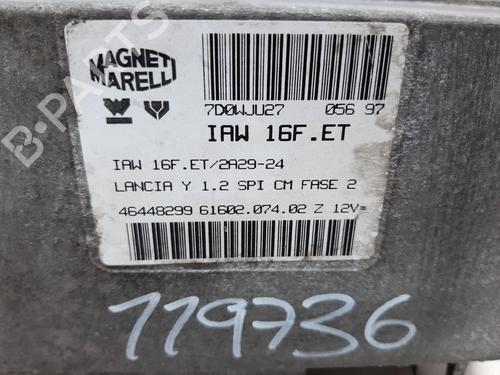 MAGNETI
MARELLI
7D0WJU27 056 97
IAW 16F.ET
IAW 16F.ET/2A29-24
LANCIA Y 1.2 SPI CM FASE 2
46448299 61602.074.02 Z 12V=
119736
B-PARTS